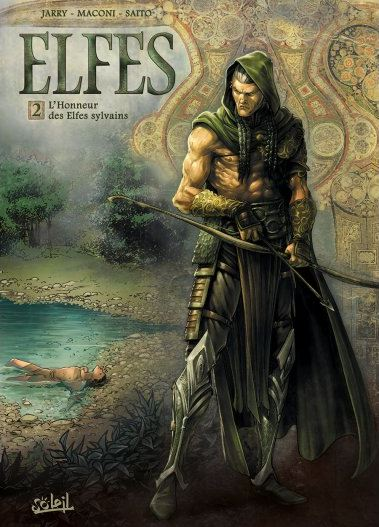 JARRY - MACONI - SAITO
ELFES
2 L'Honneur
des Elfes sylvains
SOLEIL